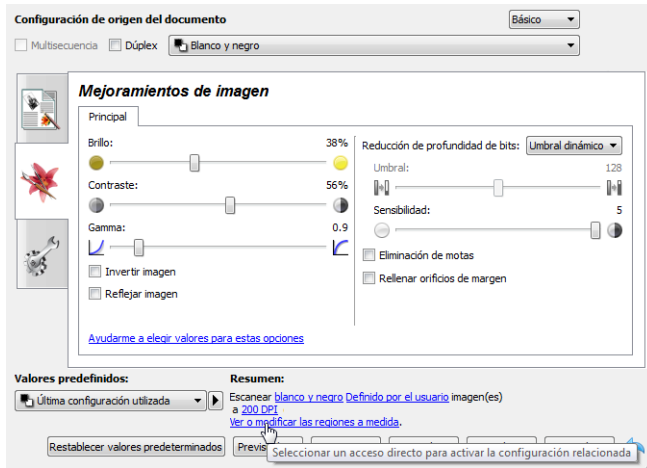 Configuración de origen del documento
Básico
Multisecuencia Dúplex Blanco y negro
Mejoramientos de imagen
Principal
Brillo: 38%
Contraste: 56%
Gamma: 0.9
Invertir imagen
Reflejar imagen
Ayudarme a elegir valores para estas opciones
Reducción de profundidad de bits: Umbral dinámico
Umbral: 128
Sensibilidad: 5
Eliminación de motas
Rellenar orificios de margen
Valores predefinidos:
Última configuración utilizada
Resumen:
Escanear blanco y negro Definido por el usuario imagen(es)
a 200 DPI
Ver o modificar las regiones a medida.
Restablecer valores predeterminados
Seleccionar un acceso directo para activar la configuración relacionada